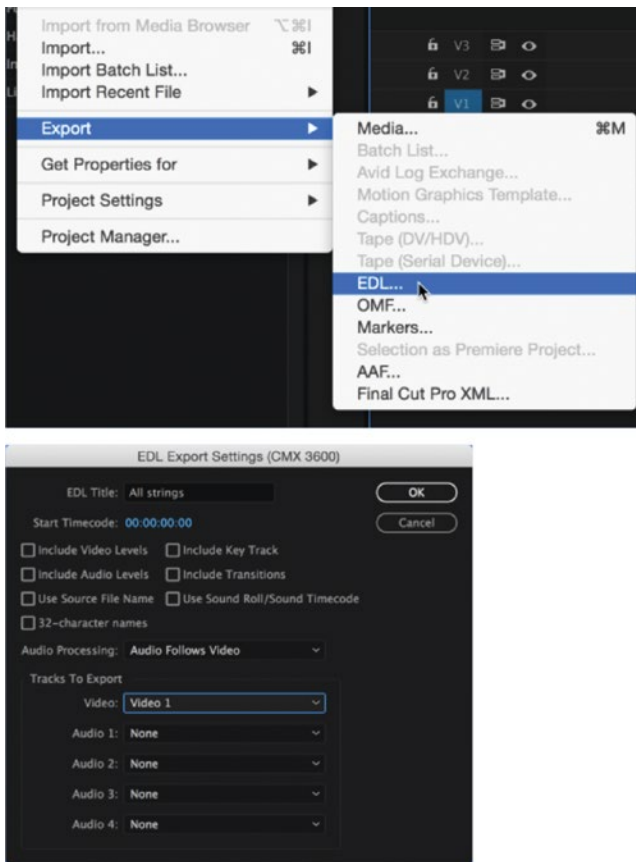 Import from Media Browser ⌥⌘I
Import... ⌘I
Import Batch List...
Import Recent File
Export
Get Properties for
Project Settings
Project Manager...
V3
V2
V1
Media... ⌘M
Batch List...
Avid Log Exchange...
Motion Graphics Template...
Captions...
Tape (DV/HDV)...
Tape (Serial Device)...
EDL...
OMF...
Markers...
Selection as Premiere Project...
AAF...
Final Cut Pro XML...
EDL Export Settings (CMX 3600)
EDL Title: All strings
OK
Start Timecode: 00:00:00:00
Cancel
Include Video Levels Include Key Track
Include Audio Levels Include Transitions
Use Source File Name Use Sound Roll/Sound Timecode
32-character names
Audio Processing: Audio Follows Video
Tracks To Export
Video: Video 1
Audio 1: None
Audio 2: None
Audio 3: None
Audio 4: None